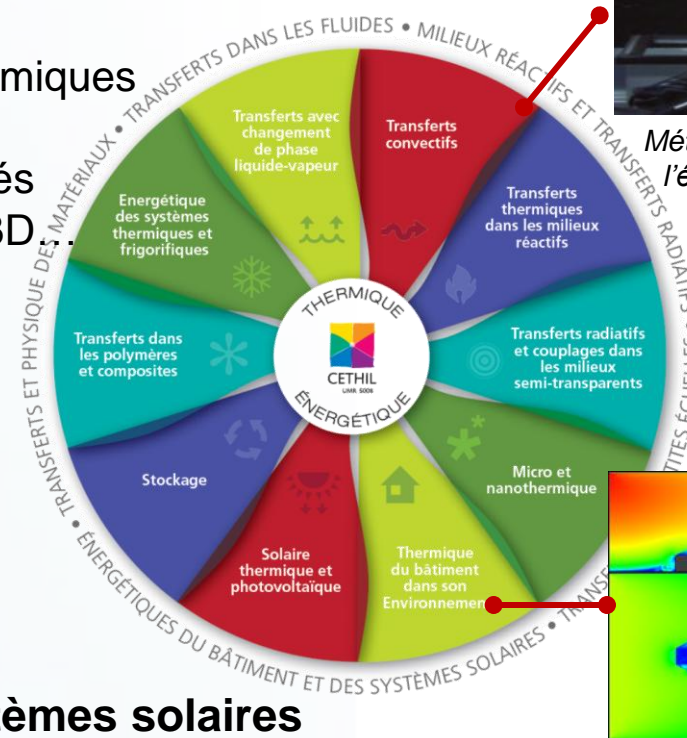 miques
és
3D...
TRANSFERTS DANS LES FLUIDES • MILIEUX RÉACTIFS ET TRANSFERTS RADIATIFS
ÉCHELLES
ÉNERGÉTIQUES DU BÂTIMENT ET DES SYSTÈMES SOLAIRES •
TRANSFERTS ET PHYSIQUE DES MATÉRIAUX •
Mét
l'é
Transferts avec
changement
de phase
liquide-vapeur
Transferts
convectifs
Energétique
des systèmes
thermiques et
frigorifiques
Transferts
thermiques
dans les milieux
réactifs
Transferts dans
les polymères
et composites
THERMIQUE
CETHIL
UMR 5008
ÉNERGÉTIQUE
Transferts radiatifs
et couplages dans
les milieux
semi-transparents
Stockage
Micro et
nanothermique
Solaire
thermique et
photovoltaïque
Thermique
du bâtiment
dans son
Environnement
tèmes solaires